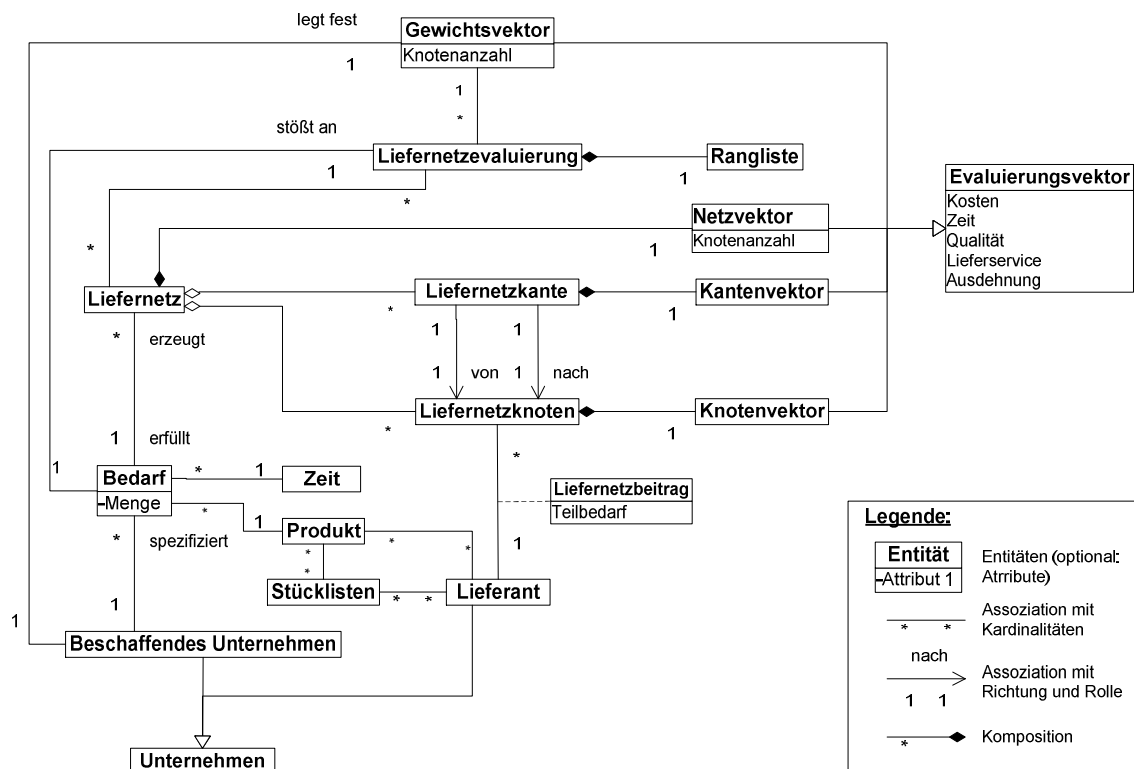 legt fest
Gewichtsvektor
Knotenanzahl
1
1
*
stößt an
Liefernetzevaluierung
Rangliste
1
1
*
Evaluierungsvektor
Kosten
Zeit
Qualität
Lieferservice
Ausdehnung
Netzvektor
Knotenanzahl
*
1
Liefernetz
Liefernetzkante
Kantenvektor
*
1
*
erzeugt
1
1
1
von
1
nach
Liefernetzknoten
Knotenvektor
*
1
1
erfüllt
*
1
Bedarf
-Menge
*
1
Zeit
Liefernetzbeitrag
Teilbedarf
*
1
*
spezifiziert
Produkt
*
*
1
*
*
Stücklisten
*
*
Lieferant
1
1
Beschaffendes Unternehmen
Unternehmen
Legende:
Entität
-Attribut 1
Entitäten (optional:
Atrribute)
* *
Assoziation mit
Kardinalitäten
nach
1 1
Assoziation mit
Richtung und Rolle
*
Komposition